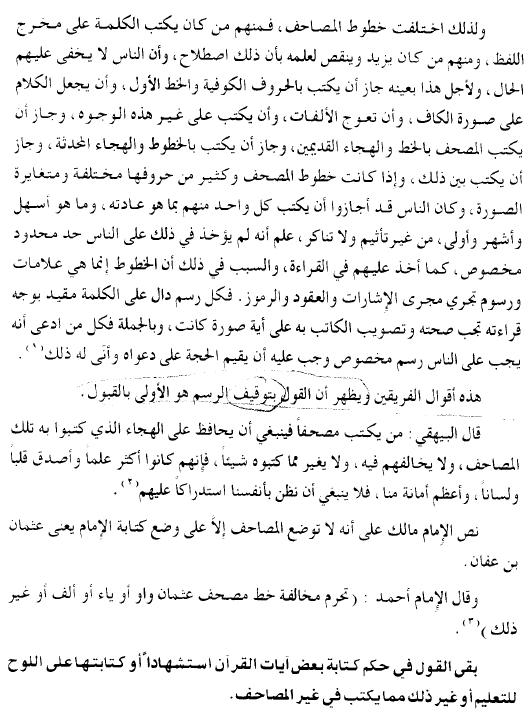 ولذلك اختلفت خطوط المصاحف، فمنهم من كان يكتب الكلمة على مخرج
اللفظ، ومنهم من كان يزيد وينقص لعلمه بأن ذلك اصطلاح، وأن الناس لا يخفى عليهم
الحال، ولأجل هذا بعينه جاز أن يكتب بالحروف الكوفية والخط الأول، وأن يجعل الكلام
على صورة الكاف، وأن تعوج الألفات، وأن يكتب على غير هذه الوجوه، وجاز أن
يكتب المصحف بالخط والهجاء القديمين، وجاز أن يكتب بالخطوط والهجاء المحدثة، وجاز
أن يكتب بين ذلك، وإذا كانت خطوط المصحف وكثير من حروفها مختلفة ومتغايرة
الصورة، وكان الناس قد أجازوا أن يكتب كل واحد منهم بما هو عادته، وما هو أسهل
وأشهر وأولى، من غير تأثيم ولا تناكر، علم أنه لم يؤخذ في ذلك على الناس حد محدود
مخصوص، كما أخذ عليهم في القراءة، والسبب في ذلك أن الخطوط إنما هي علامات
ورسوم تجري مجرى الإشارات والعقود والرموز. فكل رسم دال على الكلمة مقيد بوجه
قراءته تجب صحته وتصويب الكاتب به على أية صورة كانت، وبالجملة فكل من ادعى أنه
يجب على الناس رسم مخصوص وجب عليه أن يقيم الحجة على دعواه وأنّى له ذلك(١).
هذه أقوال الفريقين ويظهر أن القول بتوقيف الرسم هو الأولى بالقبول.
قال البيهقي: من يكتب مصحفاً فينبغي أن يحافظ على الهجاء الذي كتبوا به تلك
المصاحف، ولا يخالفهم فيه، ولا يغير مما كتبوه شيئاً، فإنهم كانوا أكثر علماً وأصدق قلباً
ولساناً، وأعظم أمانة منا، فلا ينبغي أن نظن بأنفسنا استدراكاً عليهم(٢).
نص الإمام مالك على أنه لا توضع المصاحف إلاَّ على وضع كتابة الإمام يعنى عثمان
بن عفان.
وقال الإمام أحمد : (تحرم مخالفة خط مصحف عثمان واو أو ياء أو ألف أو غير
ذلك)(٣).
بقى القول في حكم كتابة بعض آيات القرآن استشهاداً أو كتابتها على اللوح
للتعليم أو غير ذلك مما يكتب في غير المصاحف.